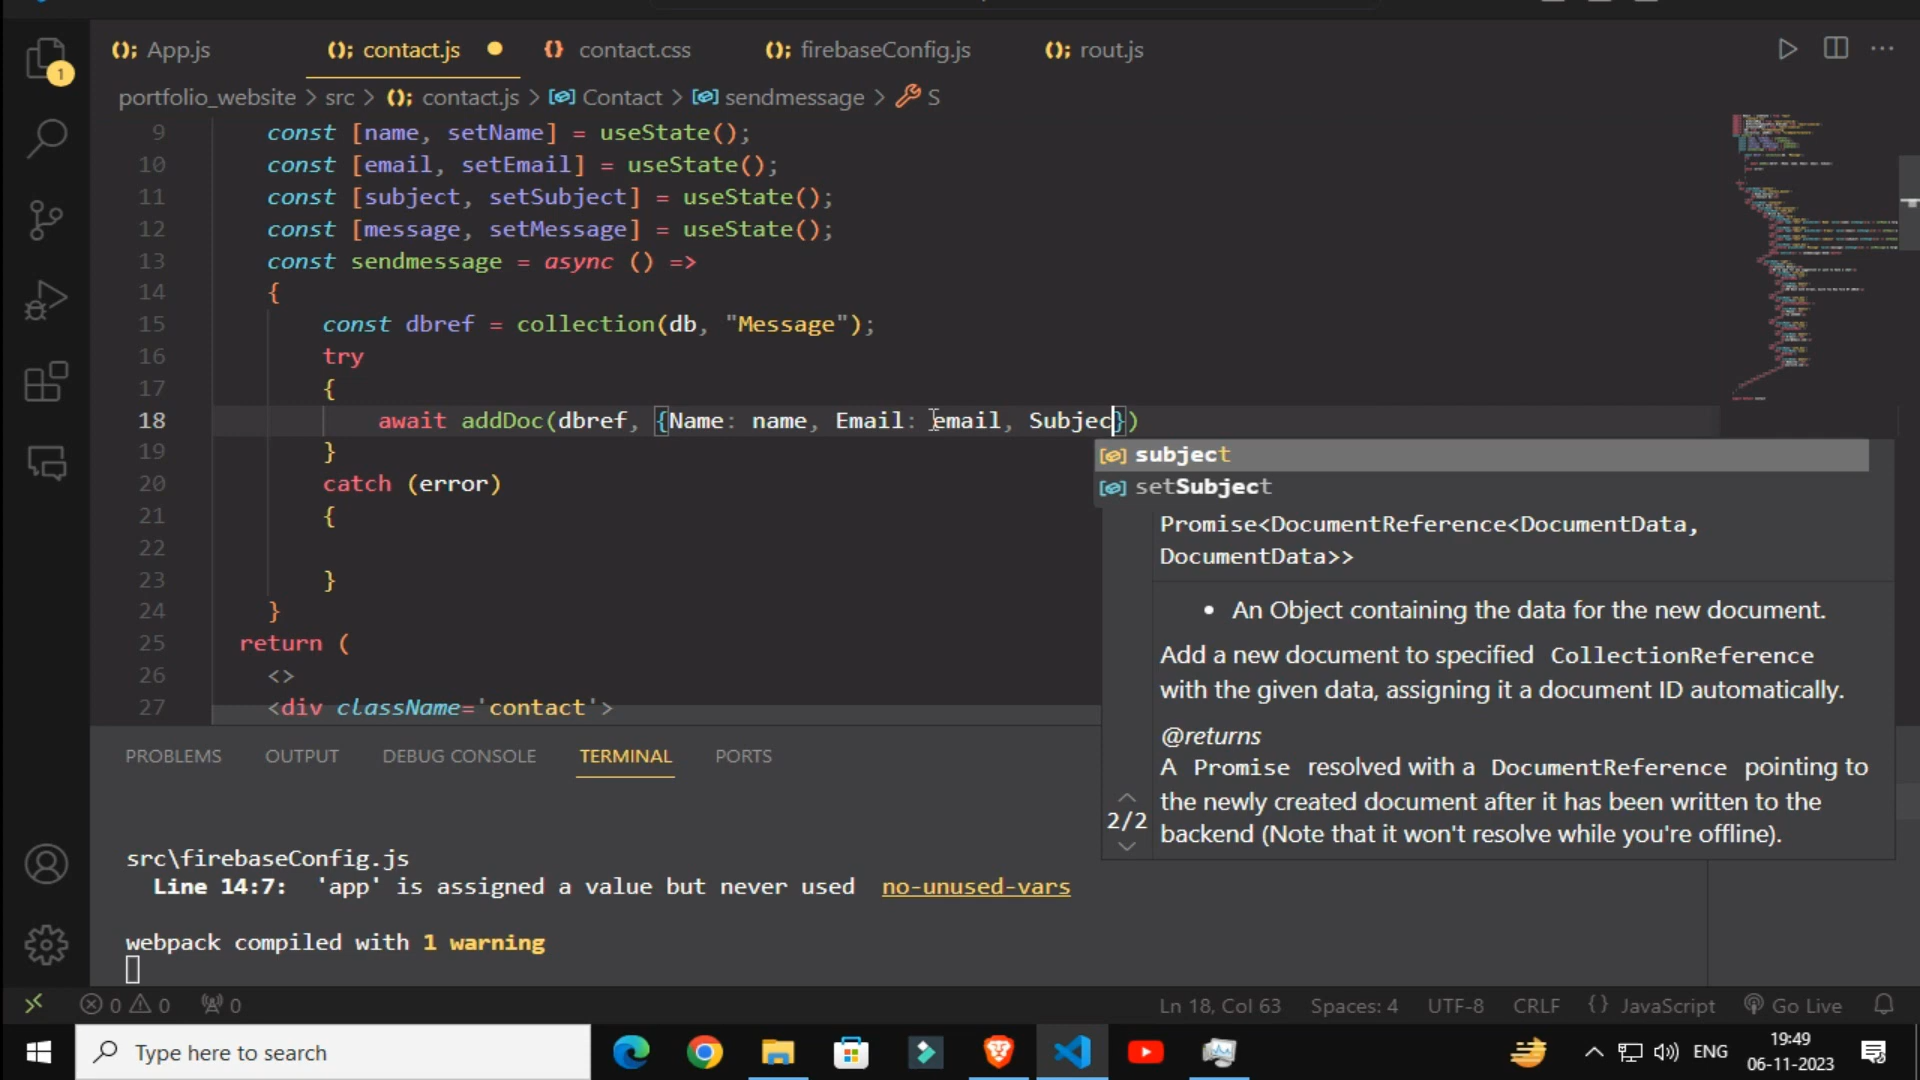 App.js
contact.js
contact.css
firebaseConfig.js
rout.js
1
portfolio_website > src > contact.js > Contact > sendmessage > S
9 const [name, setName] = useState();
10 const [email, setEmail] = useState();
11 const [subject, setSubject] = useState();
12 const [message, setMessage] = useState();
13 const sendmessage = async () =>
14 {
15 const dbref = collection(db, "Message");
16 try
17 {
18 await addDoc(dbref, {Name: name, Email: email, Subjec})
19 }
20 catch (error)
21 {
22
23 }
24 }
25 return (
26 <>
27 <div className='contact'>
subject
setSubject
Promise<DocumentReference<DocumentData,
DocumentData>>
• An Object containing the data for the new document.
Add a new document to specified CollectionReference
with the given data, assigning it a document ID automatically.
@returns
A Promise resolved with a DocumentReference pointing to
the newly created document after it has been written to the
backend (Note that it won't resolve while you're offline).
2/2
PROBLEMS OUTPUT DEBUG CONSOLE TERMINAL PORTS
src\firebaseConfig.js
Line 14:7: 'app' is assigned a value but never used no-unused-vars
webpack compiled with 1 warning
0 0 0
Ln 18, Col 63 Spaces: 4 UTF-8 CRLF {} JavaScript Go Live
Type here to search
ENG
19:49
06-11-2023